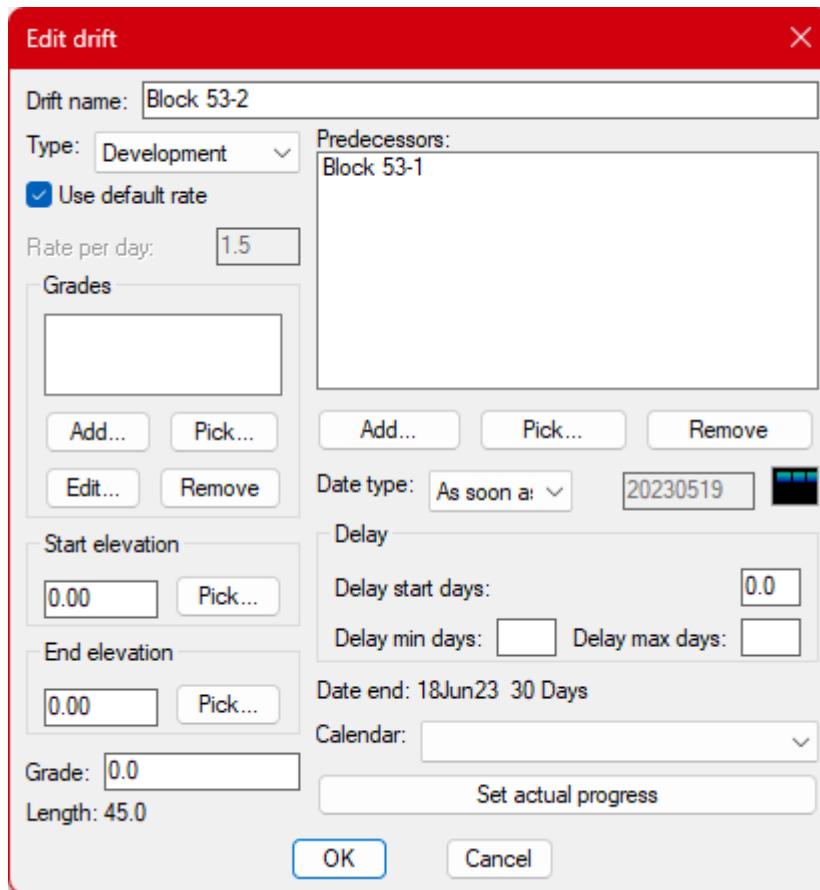 Edit drift
Drift name: Block 53-2
Type: Development
Use default rate
Rate per day: 1.5
Grades
Add... Pick...
Edit... Remove
Start elevation
0.00 Pick...
End elevation
0.00 Pick...
Grade: 0.0
Length: 45.0
Predecessors:
Block 53-1
Add... Pick... Remove
Date type: As soon as 20230519
Delay
Delay start days: 0.0
Delay min days: Delay max days:
Date end: 18Jun23 30 Days
Calendar:
Set actual progress
OK Cancel